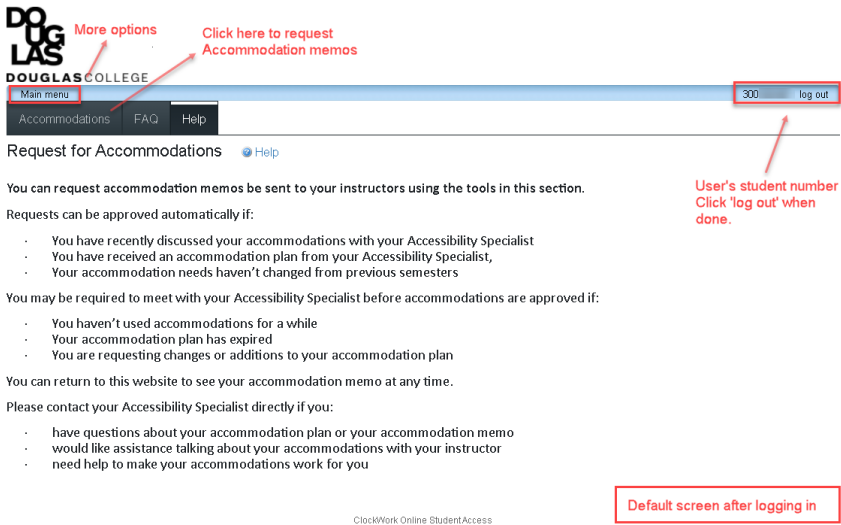 DO
UG
LAS
DOUGLASCOLLEGE
More options
Click here to request
Accommodation memos
Main menu
300 log out
Accommodations FAQ Help
Request for Accommodations Help
User's student number
Click 'log out' when
done.
You can request accommodation memos be sent to your instructors using the tools in this section.
Requests can be approved automatically if:
· You have recently discussed your accommodations with your Accessibility Specialist
· You have received an accommodation plan from your Accessibility Specialist,
· Your accommodation needs haven't changed from previous semesters
You may be required to meet with your Accessibility Specialist before accommodations are approved if:
· You haven't used accommodations for a while
· Your accommodation plan has expired
· You are requesting changes or additions to your accommodation plan
You can return to this website to see your accommodation memo at any time.
Please contact your Accessibility Specialist directly if you:
· have questions about your accommodation plan or your accommodation memo
· would like assistance talking about your accommodations with your instructor
· need help to make your accommodations work for you
Default screen after logging in
ClockWork Online StudentAccess